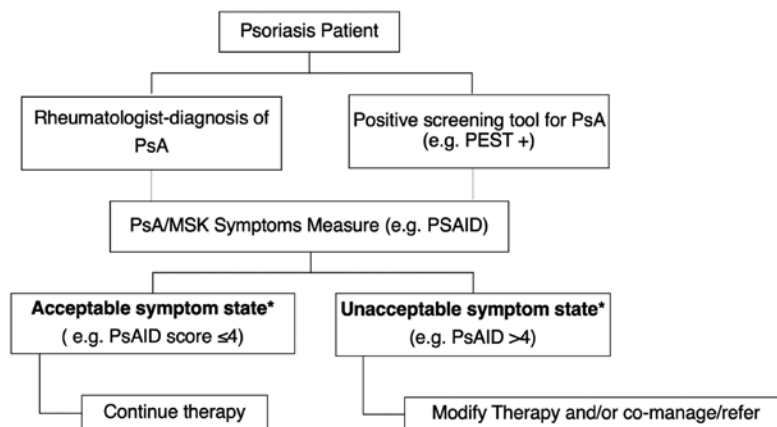 Psoriasis Patient
Rheumatologist-diagnosis of
PsA
Positive screening tool for PsA
(e.g. PEST +)
PsA/MSK Symptoms Measure (e.g. PSAID)
Acceptable symptom state*
( e.g. PsAID score ≤4)
Unacceptable symptom state*
(e.g. PsAID >4)
Continue therapy
Modify Therapy and/or co-manage/refer